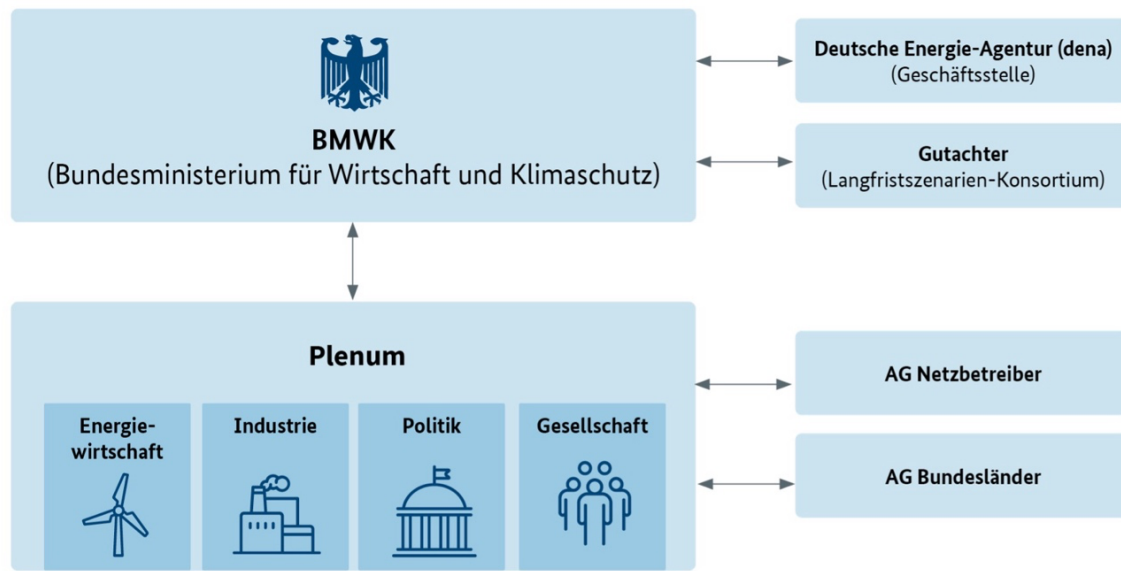 BMWK
(Bundesministerium für Wirtschaft und Klimaschutz)
Deutsche Energie-Agentur (dena)
(Geschäftsstelle)
Gutachter
(Langfristszenarien-Konsortium)
Plenum
Energie-
wirtschaft
Industrie
Politik
Gesellschaft
AG Netzbetreiber
AG Bundesländer